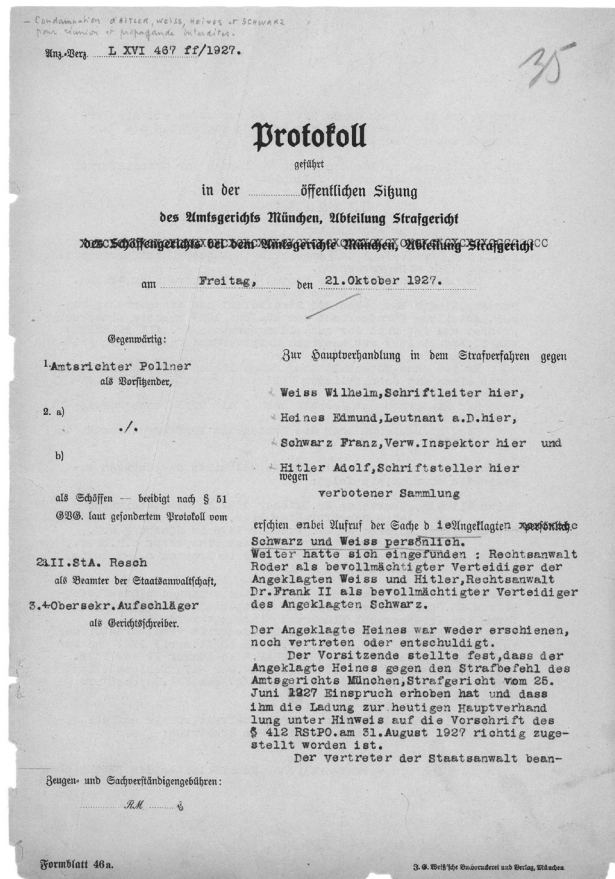 – Condamnation d'HITLER, WEISS, HEINES et SCHWARZ
pour réunion et propagande interdites.
Anz.-Verz. L XVI 467 ff/1927.
35
Protokoll
geführt
in der öffentlichen Sitzung
des Amtsgerichts München, Abteilung Strafgericht
des Schöffengerichts bei dem Amtsgerichte München, Abteilung Strafgericht
am Freitag, den 21.Oktober 1927.
Gegenwärtig:
1. Amtsrichter Pollner
als Vorsitzender,
2. a)
./.
b)
als Schöffen — beeidigt nach § 51
GVG. laut gesondertem Protokoll vom
2. II.StA. Resch
als Beamter der Staatsanwaltschaft,
3. Obersekr.Aufschläger
als Gerichtschreiber.
Zeugen- und Sachverständigengebühren:
RM
Zur Hauptverhandlung in dem Strafverfahren gegen
Weiss Wilhelm,Schriftleiter hier,
Heines Edmund,Leutnant a.D.hier,
Schwarz Franz,Verw.Inspektor hier und
Hitler Adolf,Schriftsteller hier
wegen
verbotener Sammlung
erschien enbei Aufruf der Sache d ieAngeklagten persönlich.
Schwarz und Weiss persönlich.
Weiter hatte sich eingefunden : Rechtsanwalt
Roder als bevollmächtigter Verteidiger der
Angeklagten Weiss und Hitler,Rechtsanwalt
Dr.Frank II als bevollmächtigter Verteidiger
des Angeklagten Schwarz.
Der Angeklagte Heines war weder erschienen,
noch vertreten oder entschuldigt.
Der Vorsitzende stellte fest,dass der
Angeklagte Heines gegen den Strafbefehl des
Amtsgerichts München,Strafgericht vom 25.
Juni 1927 Einspruch erhoben hat und dass
ihm die Ladung zur heutigen Hauptverhand
lung unter Hinweis auf die Vorschrift des
§ 412 RStPO.am 31.August 1927 richtig zuge-
stellt worden ist.
Der Vertreter der Staatsanwalt bean-
Formblatt 46a.
J. G. Weiß'sche Buchdruckerei und Verlag, München